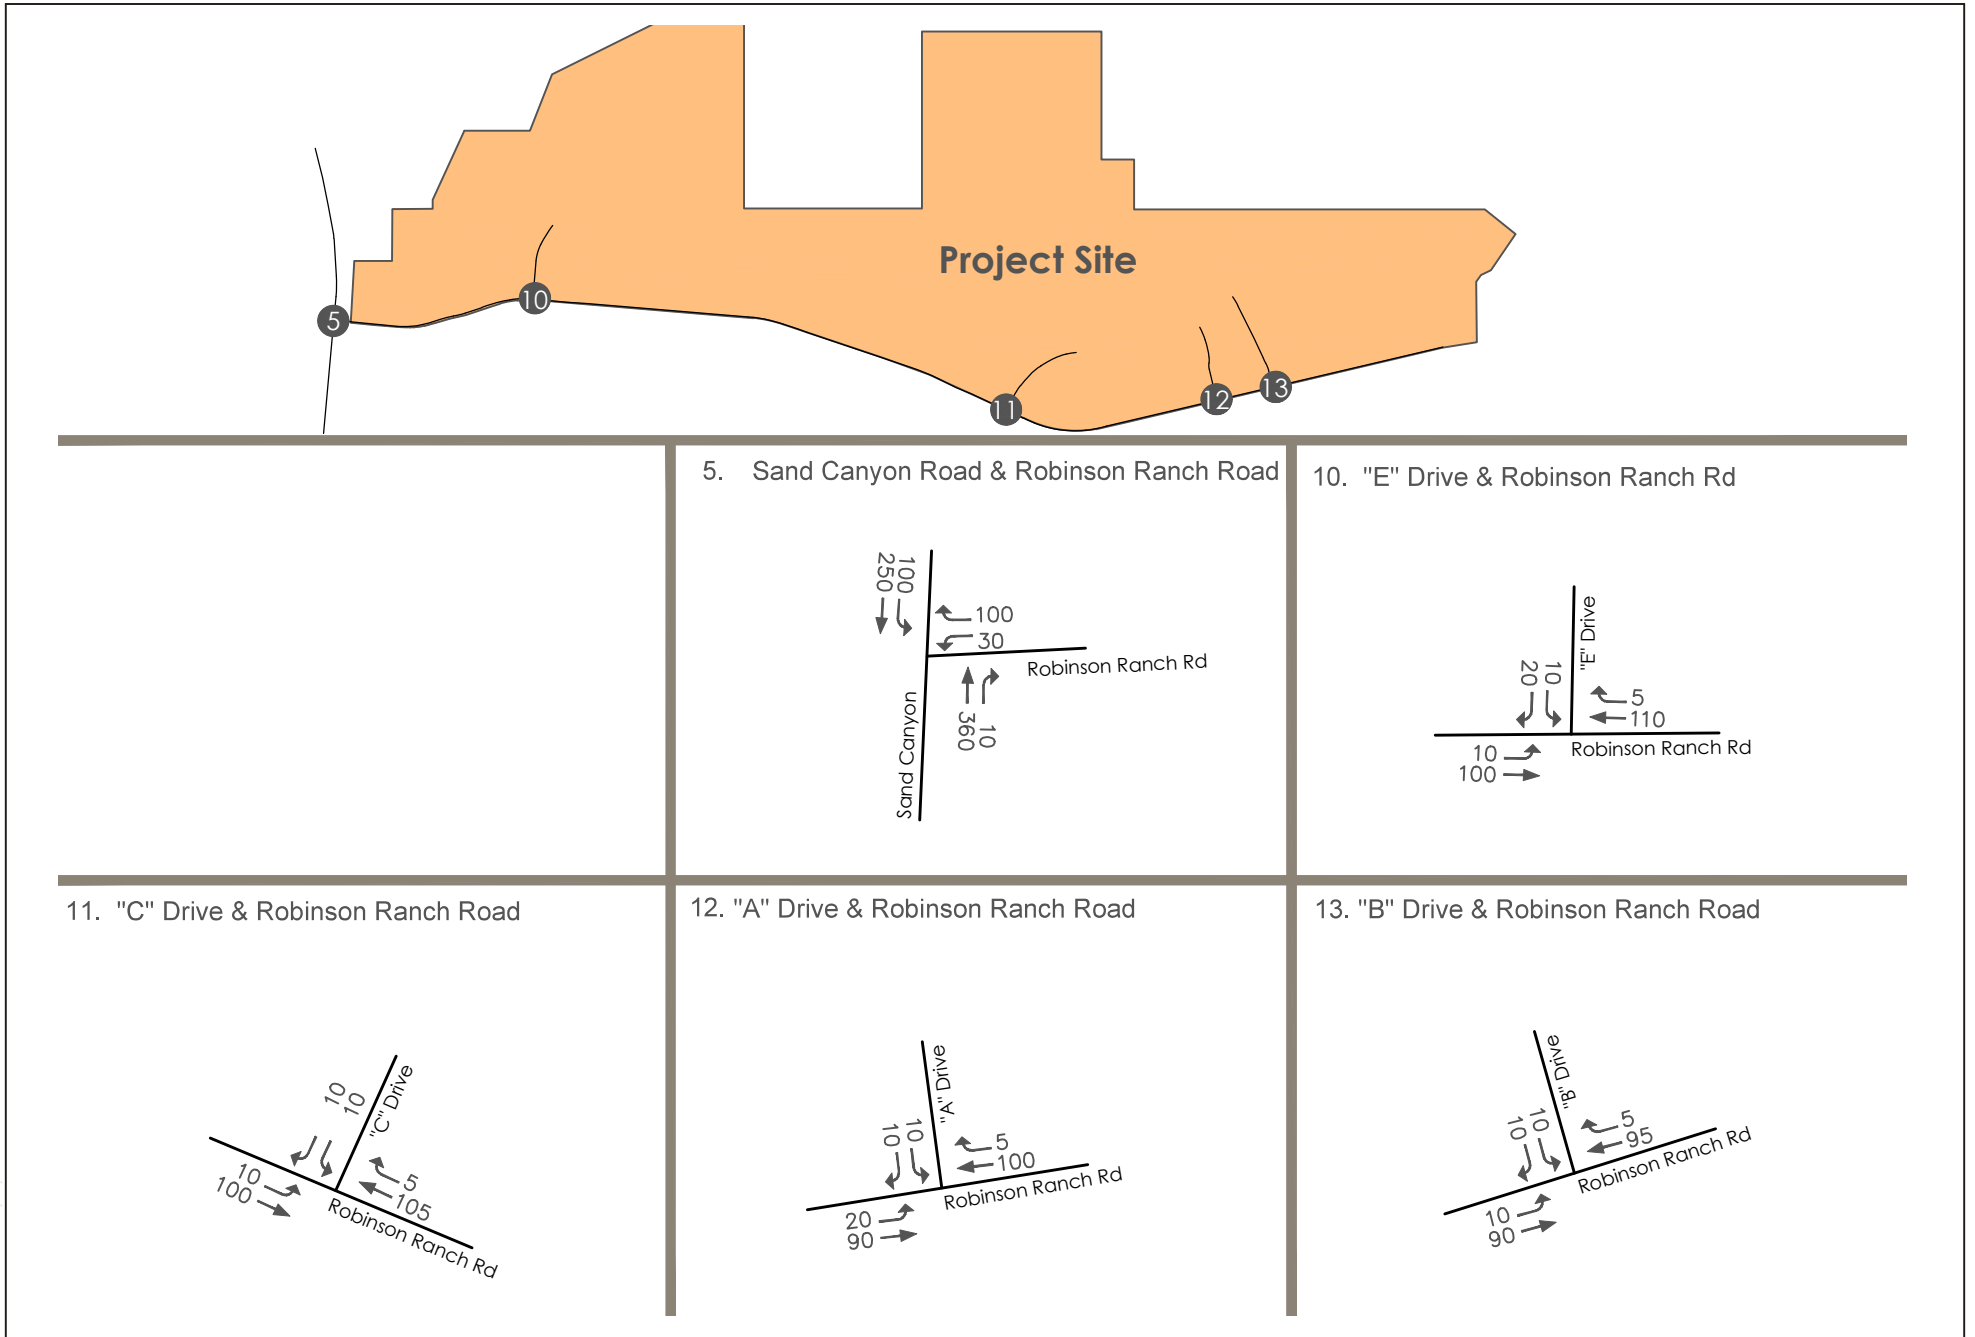 Project Site
5
10
11
12
13
5. Sand Canyon Road & Robinson Ranch Road
100
250
100
30
Robinson Ranch Rd
10
360
Sand Canyon
10. "E" Drive & Robinson Ranch Rd
"E" Drive
10
20
5
110
10
100
Robinson Ranch Rd
11. "C" Drive & Robinson Ranch Road
10
10
"C" Drive
10
100
5
105
Robinson Ranch Rd
12. "A" Drive & Robinson Ranch Road
"A" Drive
10
10
5
100
20
90
Robinson Ranch Rd
13. "B" Drive & Robinson Ranch Road
"B" Drive
10
10
5
95
10
90
Robinson Ranch Rd